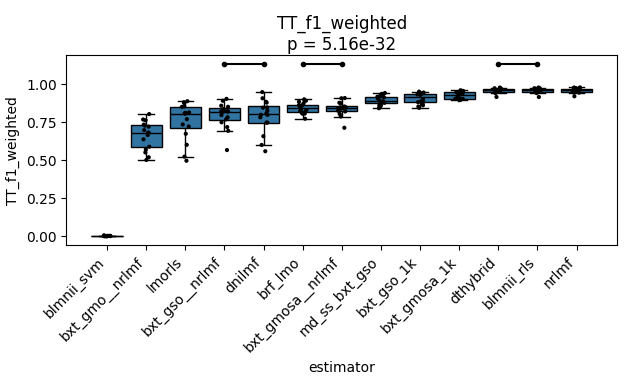 TT_f1_weighted
p = 5.16e-32
TT_f1_weighted
1.00
0.75
0.50
0.25
0.00
blmnii_svm
bxt_gmo__nrlmf
lmorls
bxt_gso__nrlmf
dnilmf
brf_lmo
bxt_gmosa__nrlmf
md_ss_bxt_gso
bxt_gso_1k
bxt_gmosa_1k
dthybrid
blmnii_rls
nrlmf
estimator